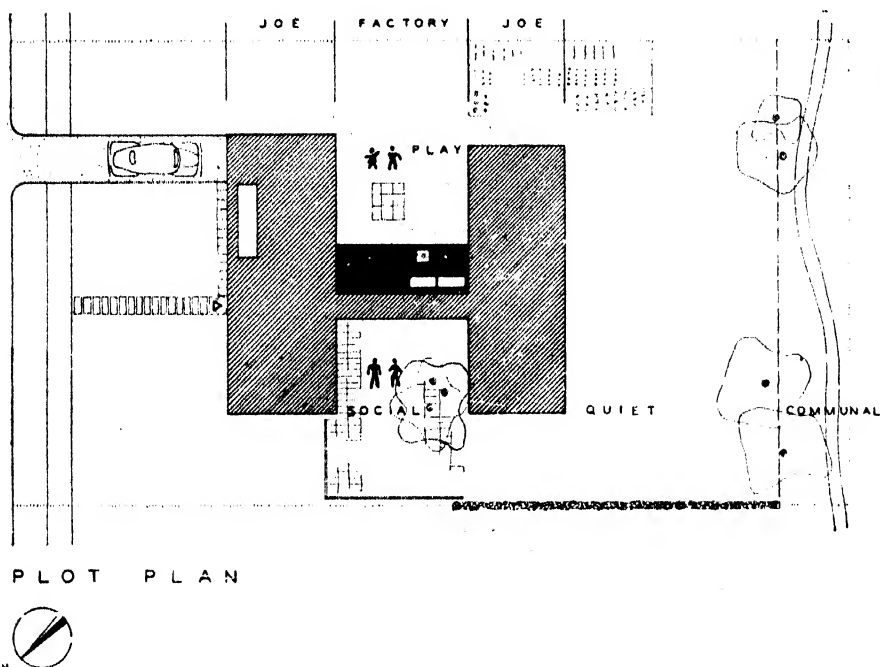 JOE FACTORY JOE
PLAY
SOCIAL QUIET COMMUNAL
PLOT PLAN
N